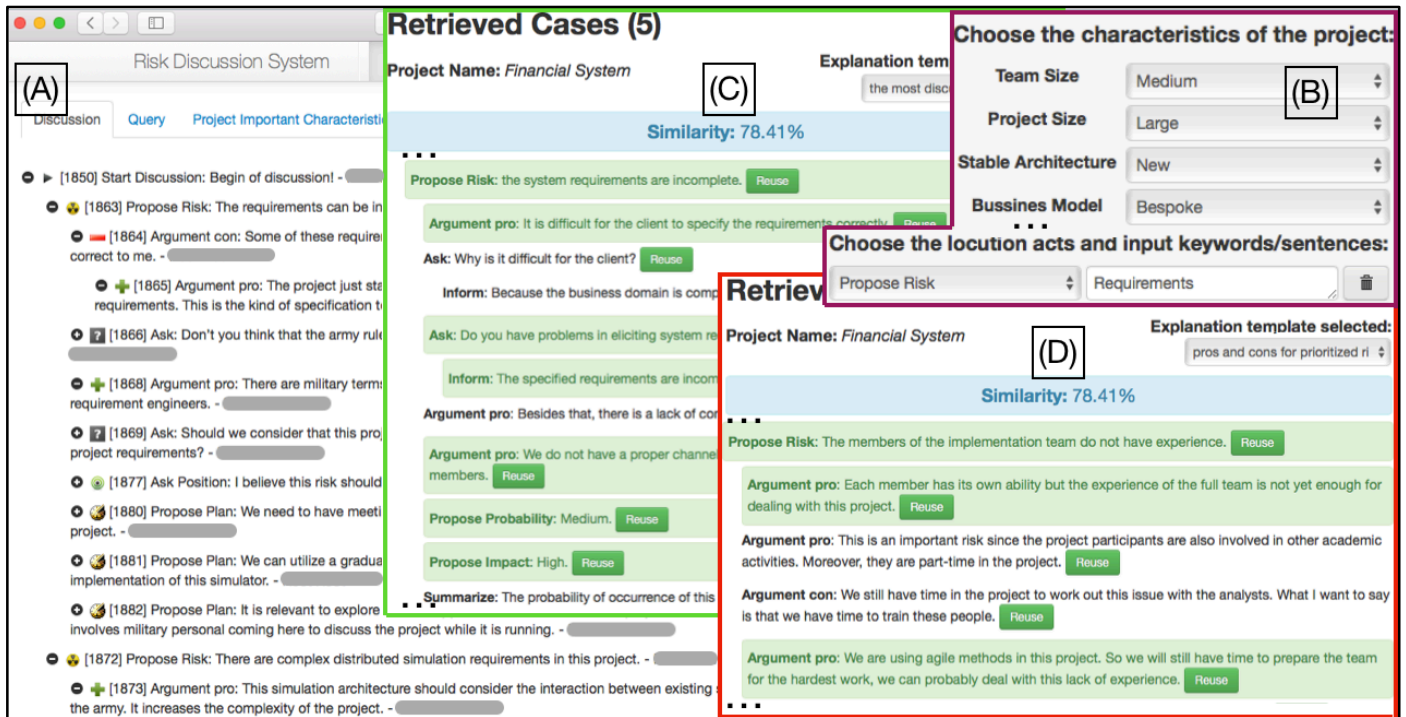 Risk Discussion System
(A)
Discussion Query Project Important Characteristi
[1850] Start Discussion: Begin of discussion! -
[1863] Propose Risk: The requirements can be in
[1864] Argument con: Some of these require
correct to me. -
[1865] Argument pro: The project just sta
requirements. This is the kind of specification t
[1866] Ask: Don't you think that the army rule
[1868] Argument pro: There are military terms
requirement engineers. -
[1869] Ask: Should we consider that this proj
project requirements? -
[1877] Ask Position: I believe this risk should
[1880] Propose Plan: We need to have meeti
project. -
[1881] Propose Plan: We can utilize a gradua
implementation of this simulator. -
[1882] Propose Plan: It is relevant to explore
involves military personal coming here to discuss the project while it is running. -
[1872] Propose Risk: There are complex distributed simulation requirements in this project. -
[1873] Argument pro: This simulation architecture should consider the interaction between existing s
the army. It increases the complexity of the project. -
Retrieved Cases (5)
Project Name: Financial System
Explanation tem
the most disc
(C)
Similarity: 78.41%
...
Propose Risk: the system requirements are incomplete. Reuse
Argument pro: It is difficult for the client to specify the requirements correctly. Reuse
Ask: Why is it difficult for the client? Reuse
Inform: Because the business domain is comp
Ask: Do you have problems in eliciting system re
Inform: The specified requirements are incom
Argument pro: Besides that, there is a lack of cor
Argument pro: We do not have a proper channel
members. Reuse
Propose Probability: Medium. Reuse
Propose Impact: High. Reuse
Summarize: The probability of occurrence of this
...
Choose the characteristics of the project:
(B)
Team Size Medium
Project Size Large
Stable Architecture New
Bussines Model Bespoke
...
Choose the locution acts and input keywords/sentences:
Propose Risk Requirements
Retriev
Project Name: Financial System
Explanation template selected:
pros and cons for prioritized ri
(D)
Similarity: 78.41%
...
Propose Risk: The members of the implementation team do not have experience. Reuse
Argument pro: Each member has its own ability but the experience of the full team is not yet enough for
dealing with this project. Reuse
Argument pro: This is an important risk since the project participants are also involved in other academic
activities. Moreover, they are part-time in the project. Reuse
Argument con: We still have time in the project to work out this issue with the analysts. What I want to say
is that we have time to train these people. Reuse
Argument pro: We are using agile methods in this project. So we will still have time to prepare the team
for the hardest work, we can probably deal with this lack of experience. Reuse
...